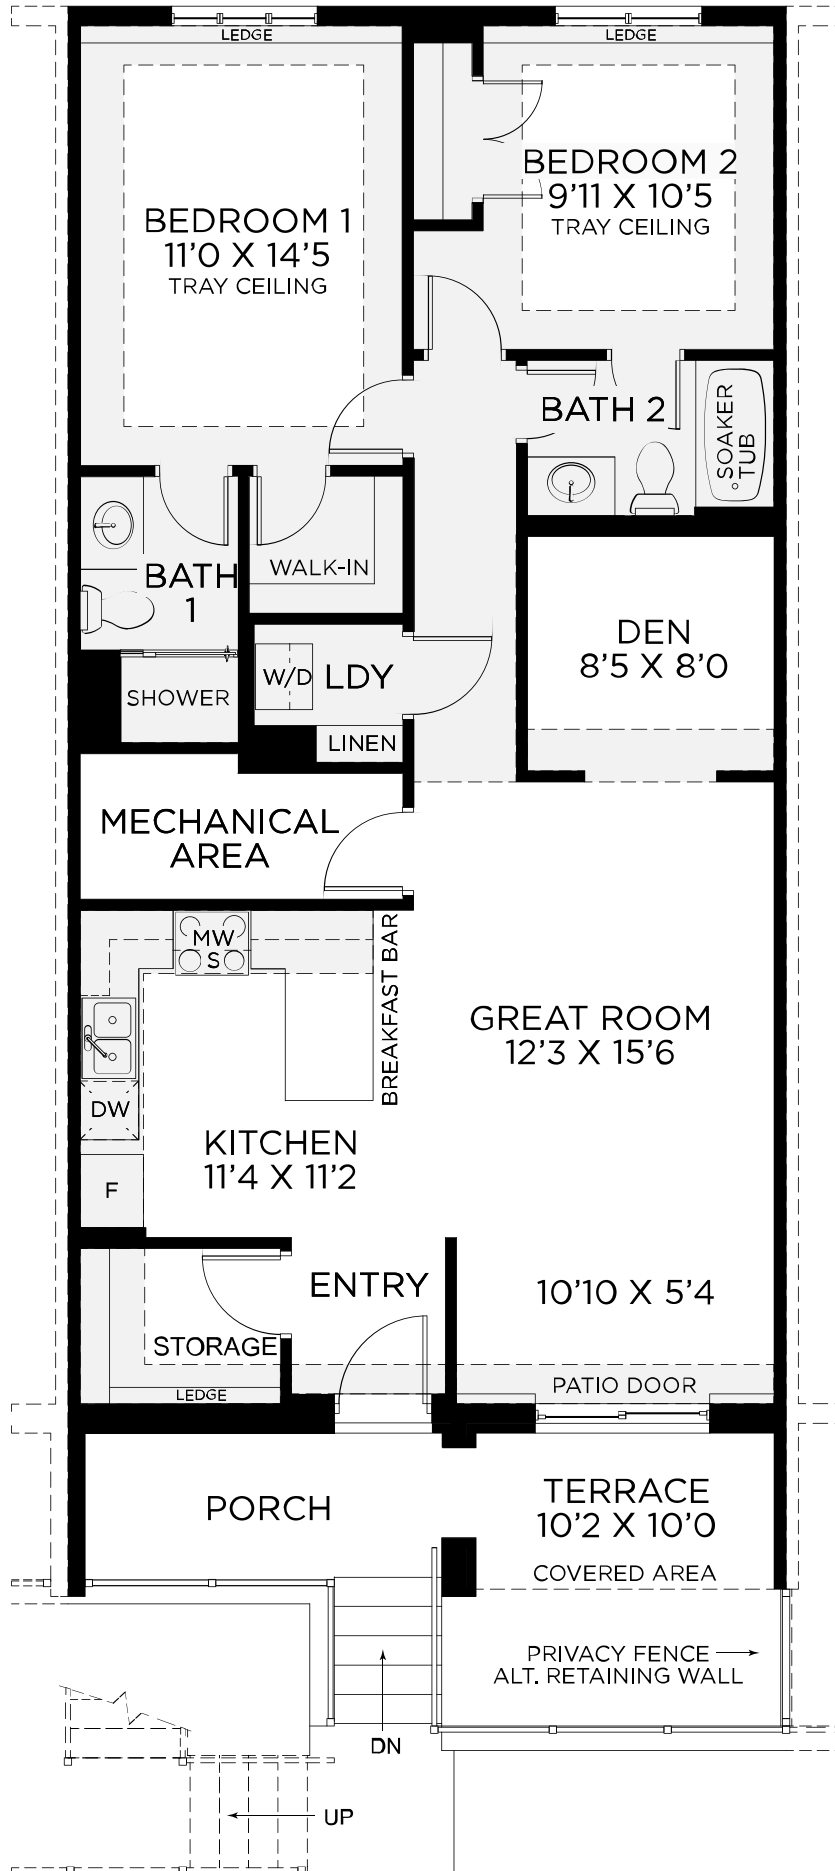 LEDGE
LEDGE
BEDROOM 1
11'0 X 14'5
TRAY CEILING
BEDROOM 2
9'11 X 10'5
TRAY CEILING
BATH 2
SOAKER
TUB
BATH
1
WALK-IN
SHOWER
W/D
LDY
LINEN
DEN
8'5 X 8'0
MECHANICAL
AREA
MW
S
BREAKFAST BAR
DW
F
KITCHEN
11'4 X 11'2
GREAT ROOM
12'3 X 15'6
10'10 X 5'4
ENTRY
STORAGE
LEDGE
PATIO DOOR
PORCH
TERRACE
10'2 X 10'0
COVERED AREA
PRIVACY FENCE
ALT. RETAINING WALL
DN
UP